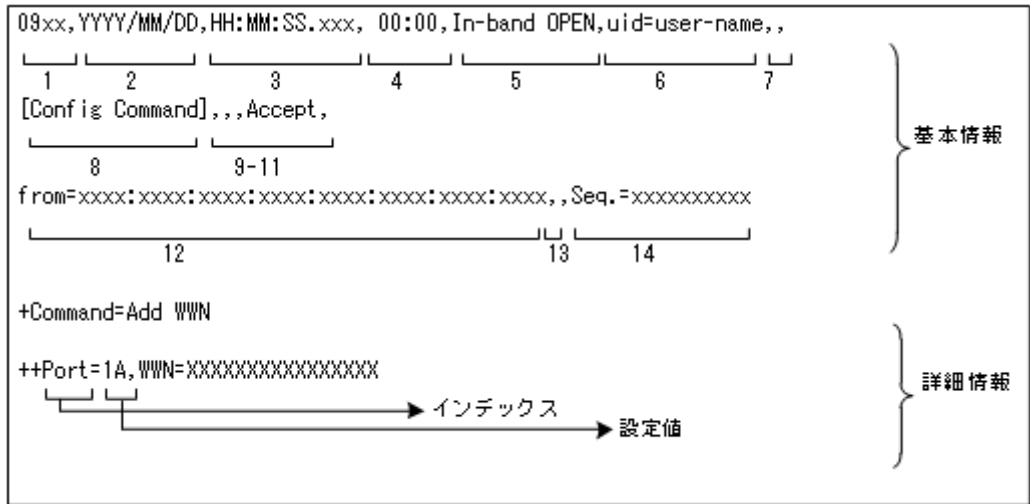 09xx,YYYY/MM/DD,HH:MM:SS.xxx, 00:00,In-band OPEN,uid=user-name,,
1 2 3 4 5 6 7
[Config Command],,,Accept,
8 9-11
基本情報
from=xxxx:xxxx:xxxx:xxxx:xxxx:xxxx:xxxx:xxxx,,Seq.=xxxxxxxxxx
12 13 14
+Command=Add WWN
++Port=1A,WWN=XXXXXXXXXXXXXXXX
詳細情報
インデックス
設定値